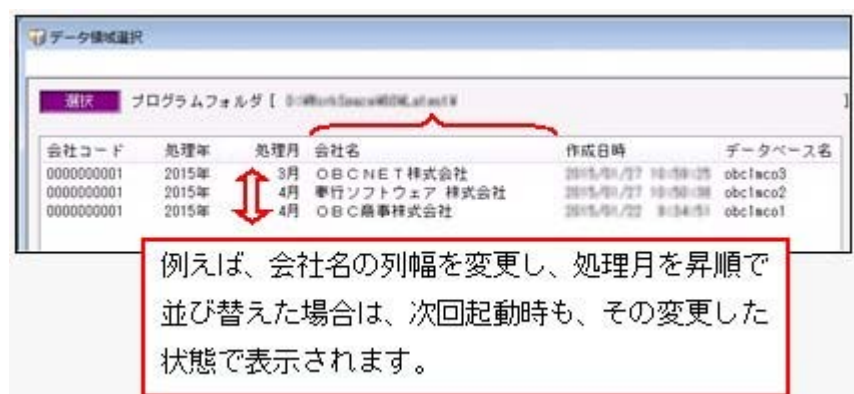 データ領域選択
選択 プログラムフォルダ [ ]
会社コード 処理年 処理月 会社名 作成日時 データベース名
0000000001 2015年 3月 OBCNET株式会社 obc1mco3
0000000001 2015年 4月 奉行ソフトウェア 株式会社 obc1mco2
0000000001 2015年 4月 OBC商事株式会社 obc1mco1
例えば、会社名の列幅を変更し、処理月を昇順で
並び替えた場合は、次回起動時も、その変更した
状態で表示されます。